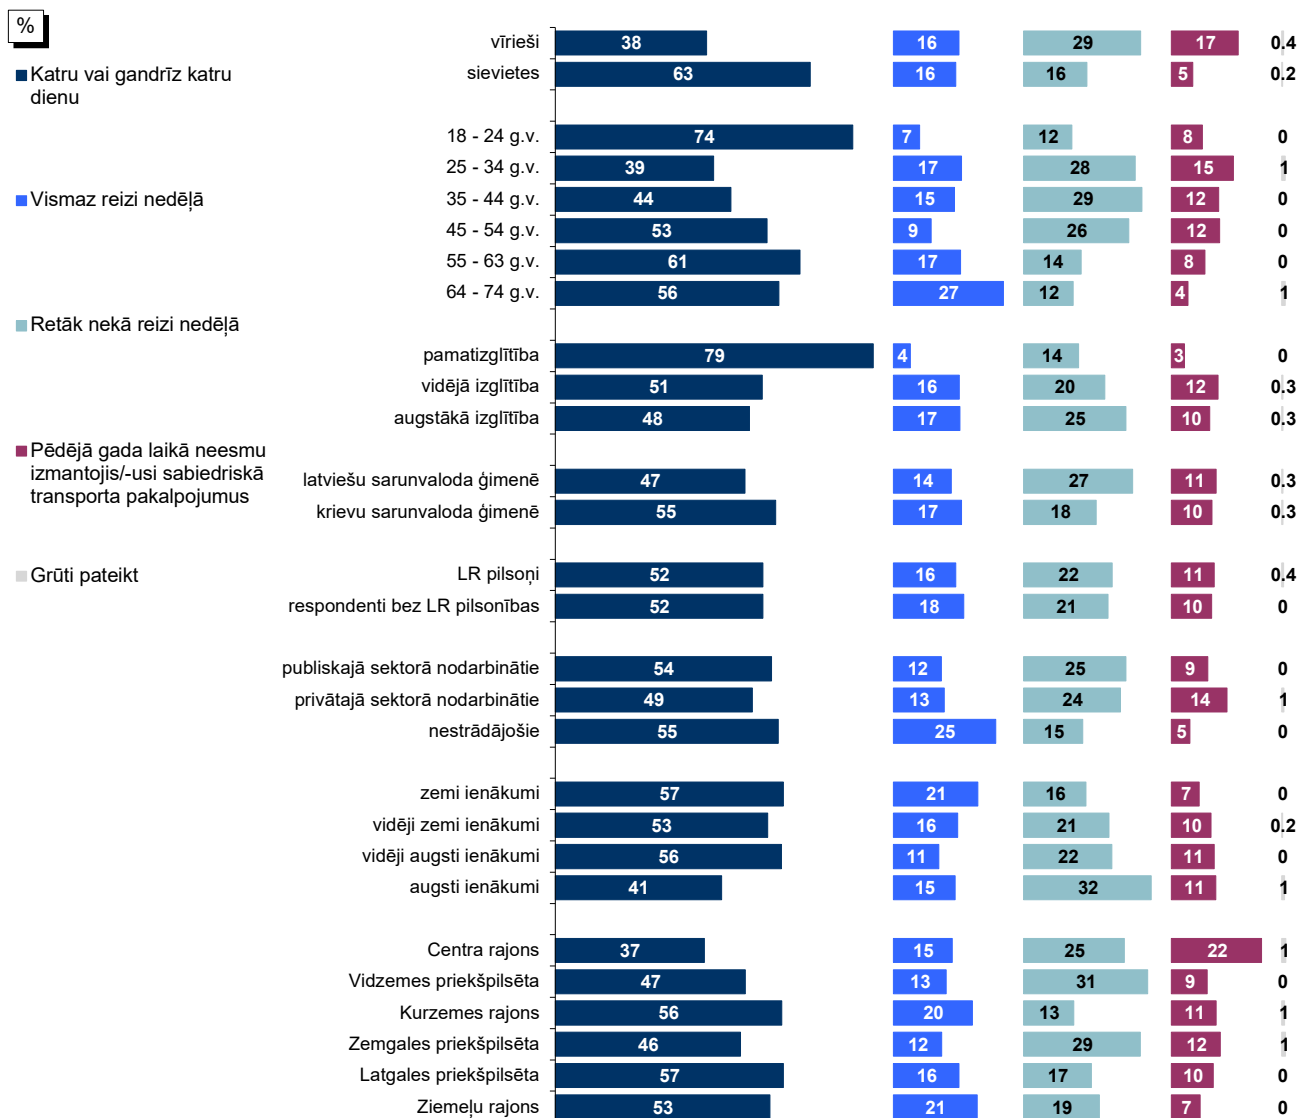 %
Katru vai gandrīz katru
dienu
Vismaz reizi nedēļā
Retāk nekā reizi nedēļā
Pēdējā gada laikā neesmu
izmantojis/-usi sabiedriskā
transporta pakalpojumus
Grūti pateikt
vīrieši 38 16 29 17 0.4
sievietes 63 16 16 5 0.2
18 - 24 g.v. 74 7 12 8 0
25 - 34 g.v. 39 17 28 15 1
35 - 44 g.v. 44 15 29 12 0
45 - 54 g.v. 53 9 26 12 0
55 - 63 g.v. 61 17 14 8 0
64 - 74 g.v. 56 27 12 4 1
pamatizglītība 79 4 14 3 0
vidējā izglītība 51 16 20 12 0.3
augstākā izglītība 48 17 25 10 0.3
latviešu sarunvaloda ģimenē 47 14 27 11 0.3
krievu sarunvaloda ģimenē 55 17 18 10 0.3
LR pilsoņi 52 16 22 11 0.4
respondenti bez LR pilsonības 52 18 21 10 0
publiskajā sektorā nodarbinātie 54 12 25 9 0
privātajā sektorā nodarbinātie 49 13 24 14 1
nestrādājošie 55 25 15 5 0
zemi ienākumi 57 21 16 7 0
vidēji zemi ienākumi 53 16 21 10 0.2
vidēji augsti ienākumi 56 11 22 11 0
augsti ienākumi 41 15 32 11 1
Centra rajons 37 15 25 22 1
Vidzemes priekšpilsēta 47 13 31 9 0
Kurzemes rajons 56 20 13 11 1
Zemgales priekšpilsēta 46 12 29 12 1
Latgales priekšpilsēta 57 16 17 10 0
Ziemeļu rajons 53 21 19 7 0